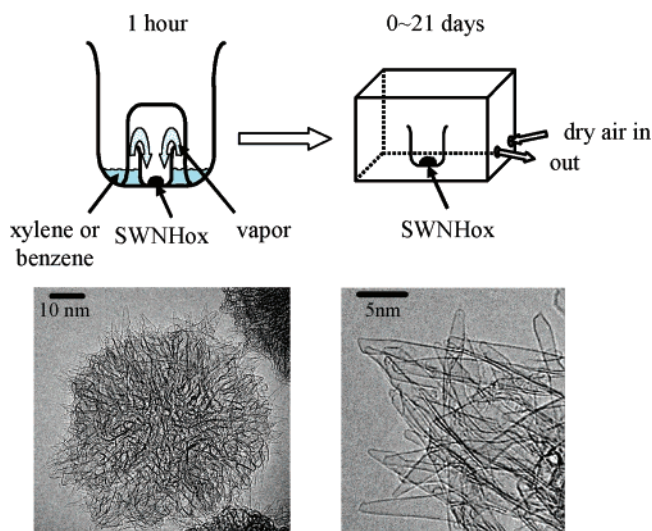 1 hour
0~21 days
dry air in
out
xylene or
benzene
SWNHox
vapor
SWNHox
10 nm
5nm